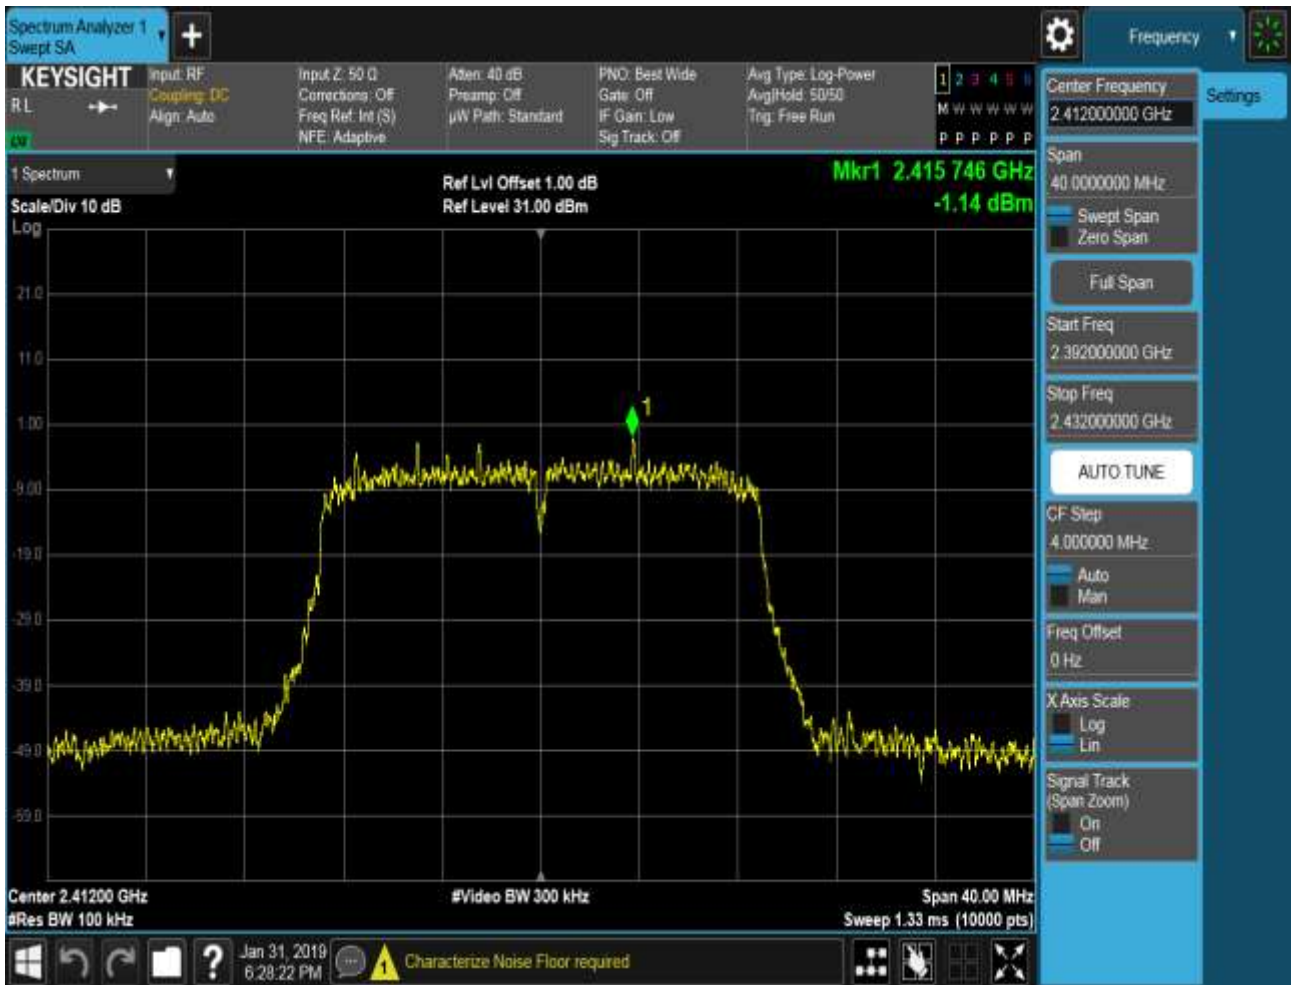 Spectrum Analyzer 1
Swept SA
+
Frequency
KEYSIGHT
RL
Input: RF
Coupling: DC
Align: Auto
Input Z: 50 Ω
Corrections: Off
Freq Ref: Int (S)
NFE: Adaptive
Atten: 40 dB
Preamp: Off
µW Path: Standard
PNO: Best Wide
Gate: Off
IF Gain: Low
Sig Track: Off
Avg Type: Log-Power
Avg|Hold: 50/50
Trig: Free Run
1 2 3 4 5 6
M W W W W W
P P P P P P
Center Frequency
2.412000000 GHz
Settings
Span
40.0000000 MHz
Swept Span
Zero Span
Full Span
Start Freq
2.392000000 GHz
Stop Freq
2.432000000 GHz
AUTO TUNE
CF Step
4.000000 MHz
Auto
Man
Freq Offset
0 Hz
X Axis Scale
Log
Lin
Signal Track
(Span Zoom)
On
Off
1 Spectrum
Scale/Div 10 dB
Log
Ref Lvl Offset 1.00 dB
Ref Level 31.00 dBm
Mkr1 2.415 746 GHz
-1.14 dBm
21.0
11.0
1.00
-9.00
-19.0
-29.0
-39.0
-49.0
-59.0
1
Center 2.41200 GHz
#Res BW 100 kHz
#Video BW 300 kHz
Span 40.00 MHz
Sweep 1.33 ms (10000 pts)
?
Jan 31, 2019
6:28:22 PM
1
Characterize Noise Floor required